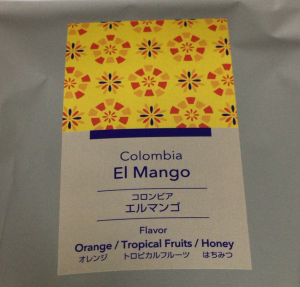 Colombia
El Mango
コロンビア
エルマンゴ
Flavor
Orange / Tropical Fruits / Honey
オレンジ トロピカルフルーツ はちみつ